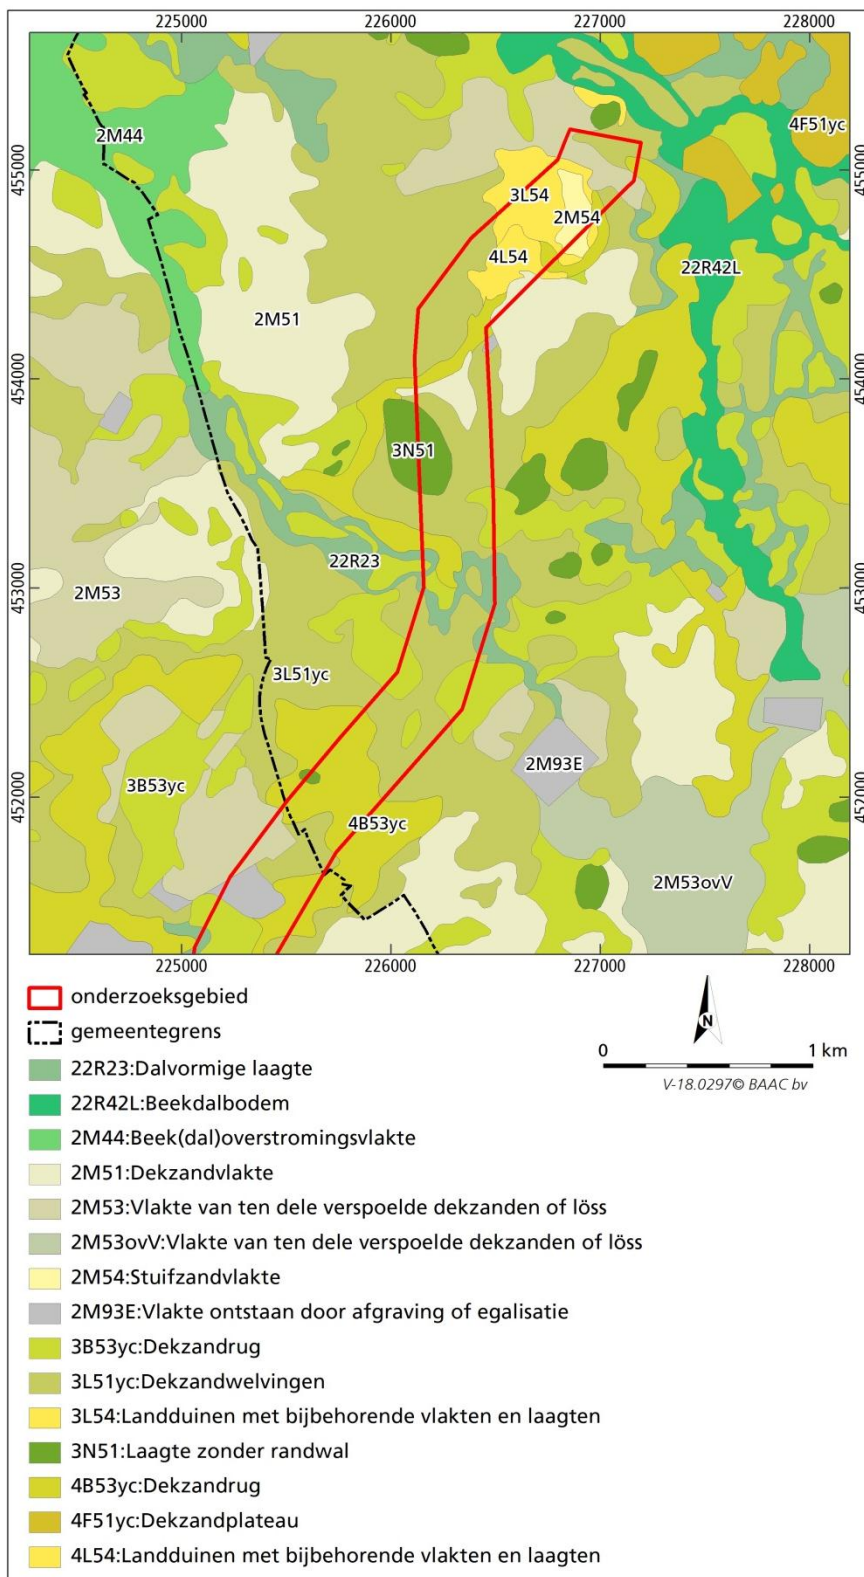 225000 226000 227000 228000
2M44
4F51yc
455000
455000
3L54
2M54
4L54
22R42L
2M51
454000
454000
3N51
22R23
453000
453000
2M53
3L51yc
2M93E
3B53yc
452000
452000
4B53yc
2M53ovV
225000 226000 227000 228000
onderzoeksgebied
gemeentegrens
N
0 1 km
V-18.0297© BAAC bv
22R23:Dalvormige laagte
22R42L:Beekdalbodem
2M44:Beek(dal)overstromingsvlakte
2M51:Dekzandvlakte
2M53:Vlakte van ten dele verspoelde dekzanden of löss
2M53ovV:Vlakte van ten dele verspoelde dekzanden of löss
2M54:Stuifzandvlakte
2M93E:Vlakte ontstaan door afgraving of egalisatie
3B53yc:Dekzandrug
3L51yc:Dekzandwelvingen
3L54:Landduinen met bijbehorende vlakten en laagten
3N51:Laagte zonder randwal
4B53yc:Dekzandrug
4F51yc:Dekzandplateau
4L54:Landduinen met bijbehorende vlakten en laagten